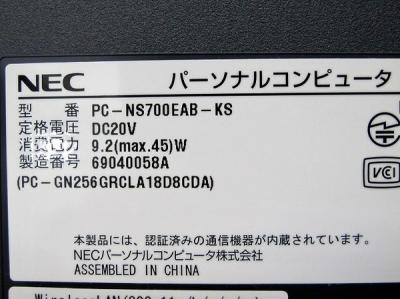 NEC パーソナルコンピュータ
型 番 PC-NS700EAB-KS
定格電圧 DC20V
消費電力 9.2(max.45)W
製造番号 69040058A
(PC-GN256GRCLA18D8CDA)
VCI
本製品には、認証済みの通信機器が内蔵されています。
NECパーソナルコンピュータ株式会社
ASSEMBLED IN CHINA